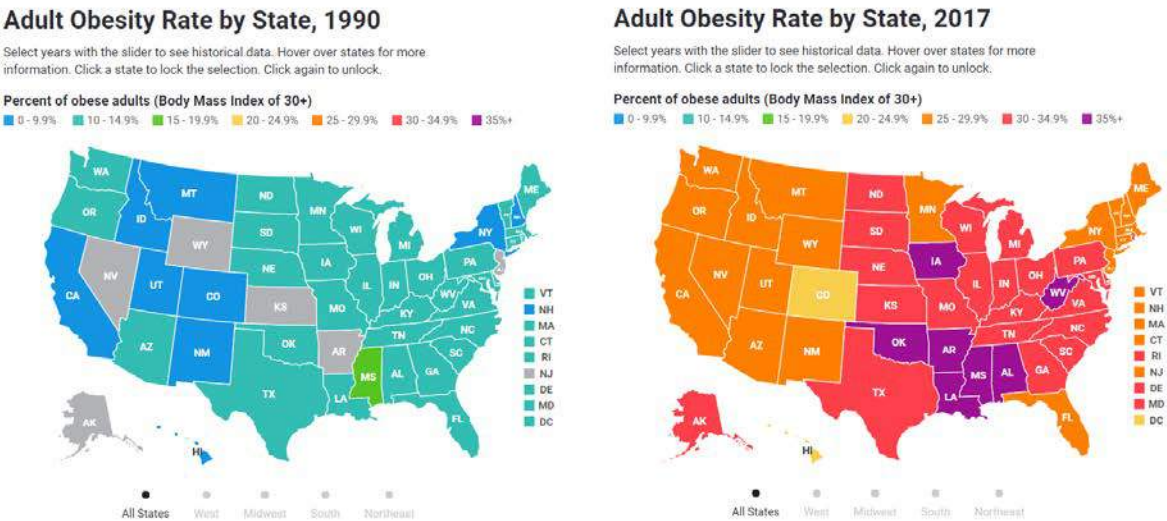 Adult Obesity Rate by State, 1990
Select years with the slider to see historical data. Hover over states for more
information. Click a state to lock the selection. Click again to unlock.
Percent of obese adults (Body Mass Index of 30+)
0 - 9.9% 10 - 14.9% 15 - 19.9% 20 - 24.9% 25 - 29.9% 30 - 34.9% 35%+
WA
MT
ND
ME
OR
ID
MN
WI
NY
SD
WY
MI
IA
PA
NE
NV
OH
UT
IL
IN
CA
CO
WV
VA
KS
MO
KY
NC
TN
OK
AZ
NM
AR
SC
MS
AL
GA
TX
LA
FL
AK
HI
VT
NH
MA
CT
RI
NJ
DE
MD
DC
All States West Midwest South Northeast
Adult Obesity Rate by State, 2017
Select years with the slider to see historical data. Hover over states for more
information. Click a state to lock the selection. Click again to unlock.
Percent of obese adults (Body Mass Index of 30+)
0 - 9.9% 10 - 14.9% 15 - 19.9% 20 - 24.9% 25 - 29.9% 30 - 34.9% 35%+
WA
MT
ND
ME
OR
ID
MN
WI
NY
SD
WY
MI
IA
PA
NE
NV
OH
UT
IL
IN
CA
CO
WV
VA
KS
MO
KY
NC
TN
OK
AZ
NM
AR
SC
MS
AL
GA
TX
LA
FL
AK
HI
VT
NH
MA
CT
RI
NJ
DE
MD
DC
All States West Midwest South Northeast